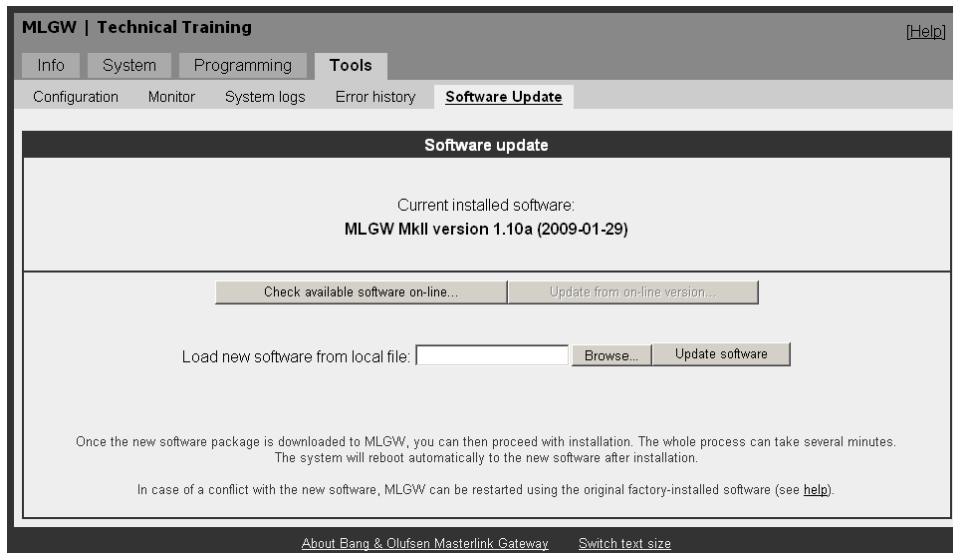 MLGW | Technical Training
[Help]
Info System Programming Tools
Configuration Monitor System logs Error history Software Update
Software update
Current installed software:
MLGW MkII version 1.10a (2009-01-29)
Check available software on-line... Update from on-line version...
Load new software from local file: Browse... Update software
Once the new software package is downloaded to MLGW, you can then proceed with installation. The whole process can take several minutes.
The system will reboot automatically to the new software after installation.
In case of a conflict with the new software, MLGW can be restarted using the original factory-installed software (see help).
About Bang & Olufsen Masterlink Gateway Switch text size